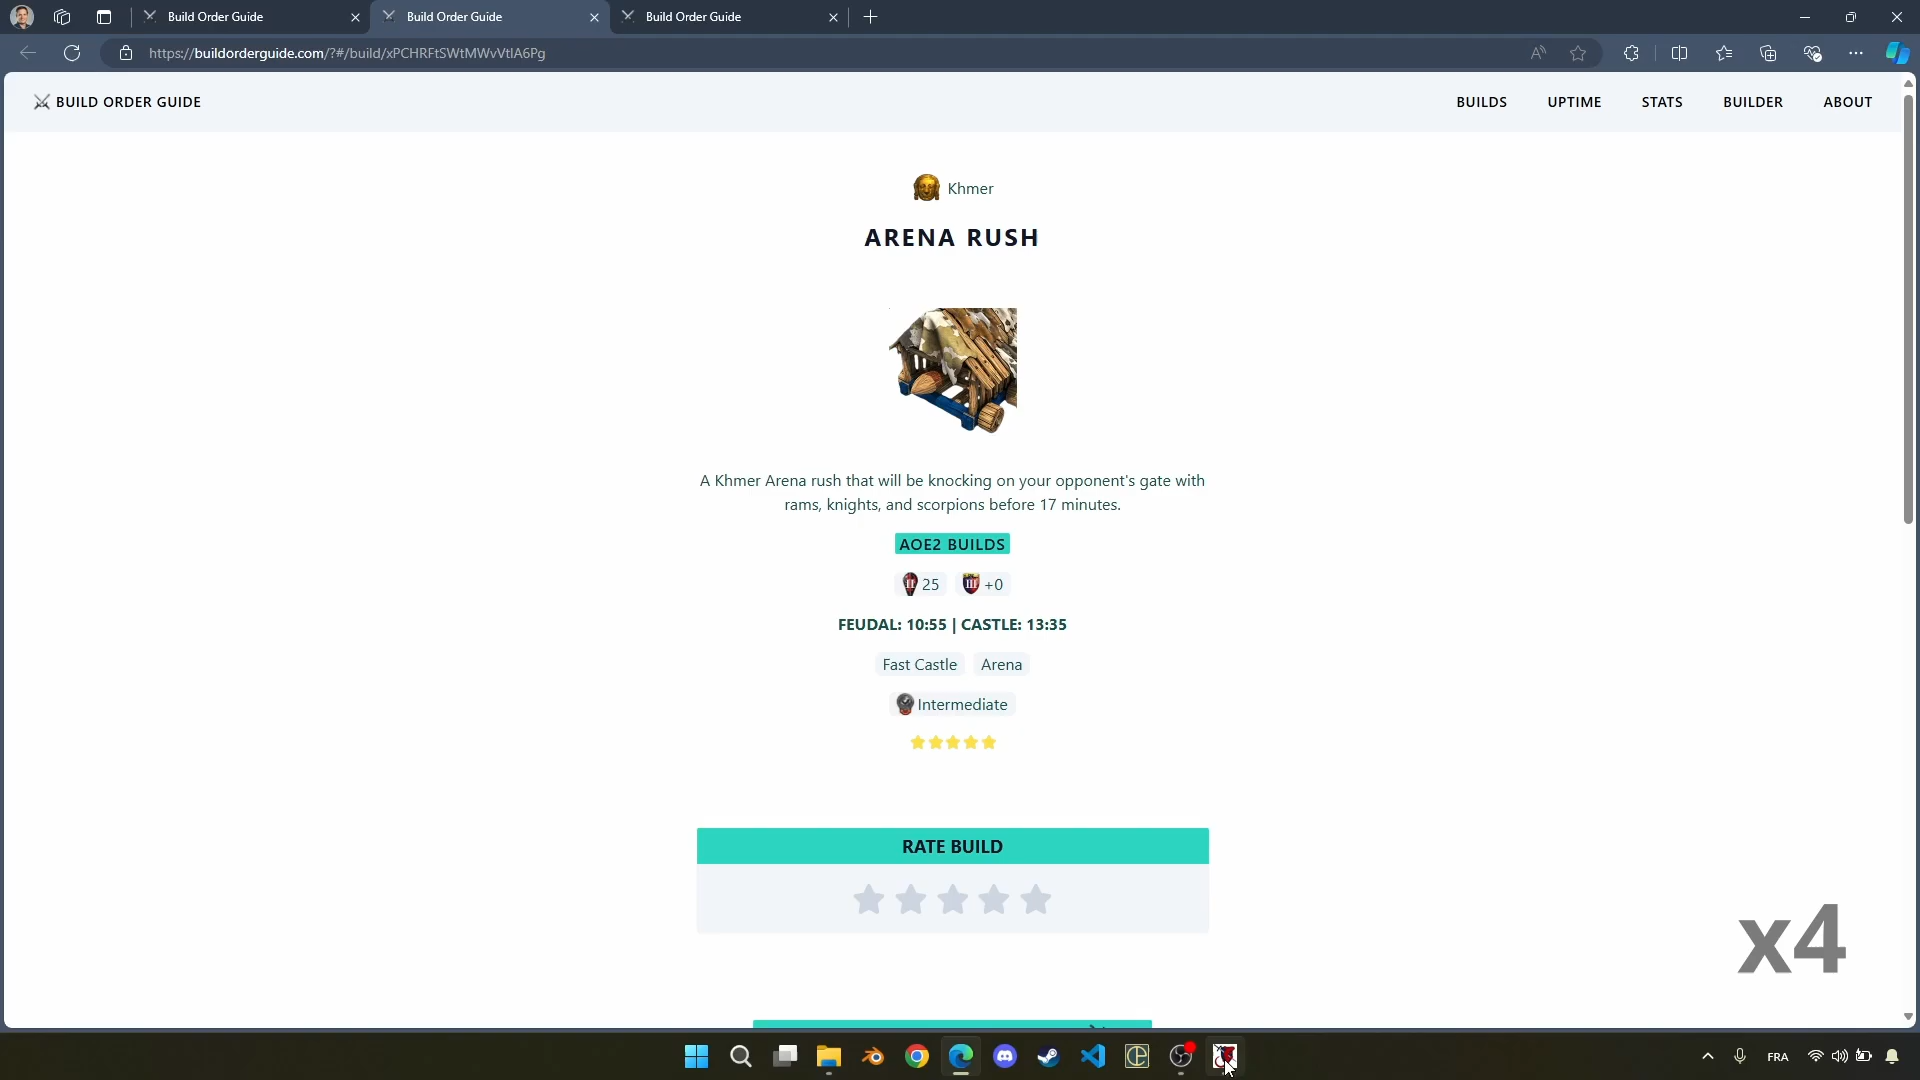 Build Order Guide
Build Order Guide
Build Order Guide
https://buildorderguide.com/?#/build/xPCHRFtSWtMWvVtlA6Pg
BUILD ORDER GUIDE
BUILDS
UPTIME
STATS
BUILDER
ABOUT
Khmer
ARENA RUSH
A Khmer Arena rush that will be knocking on your opponent's gate with
rams, knights, and scorpions before 17 minutes.
AOE2 BUILDS
II 25
III +0
FEUDAL: 10:55 | CASTLE: 13:35
Fast Castle
Arena
Intermediate
RATE BUILD
x4
FRA